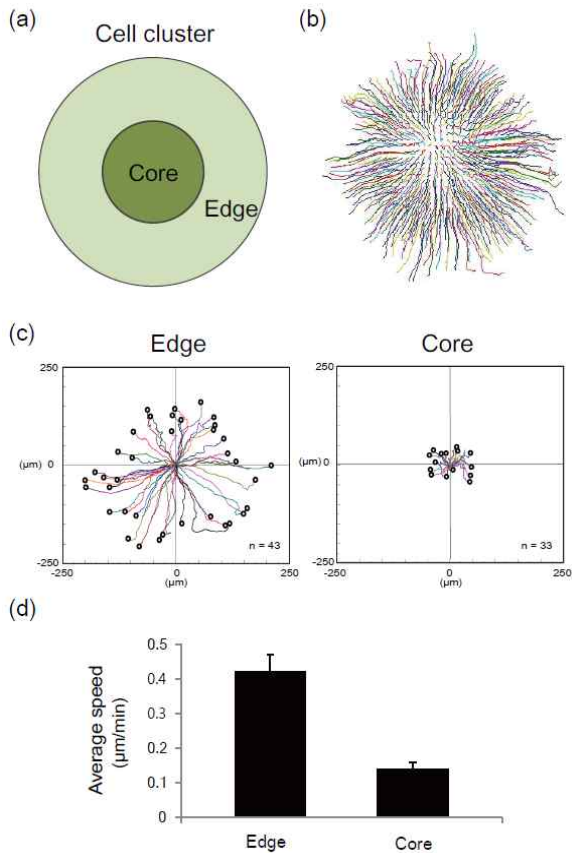 (a)
Cell cluster
Core
Edge
(b)
(c)
Edge
Core
250
(μm) 0
-250
-250 0 250
(μm)
n = 43
250
(μm) 0
-250
-250 0 250
(μm)
n = 33
(d)
Average speed
(μm/min)
0.5
0.4
0.3
0.2
0.1
0
Edge
Core